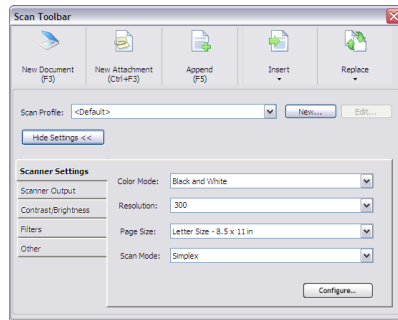 Scan Toolbar
New Document (F3)
New Attachment (Ctrl+F3)
Append (F5)
Insert
Replace
Scan Profile: <Default> New... Edit...
Hide Settings <<
Scanner Settings
Scanner Output
Contrast/Brightness
Filters
Other
Color Mode: Black and White
Resolution: 300
Page Size: Letter Size - 8.5 x 11 in
Scan Mode: Simplex
Configure...